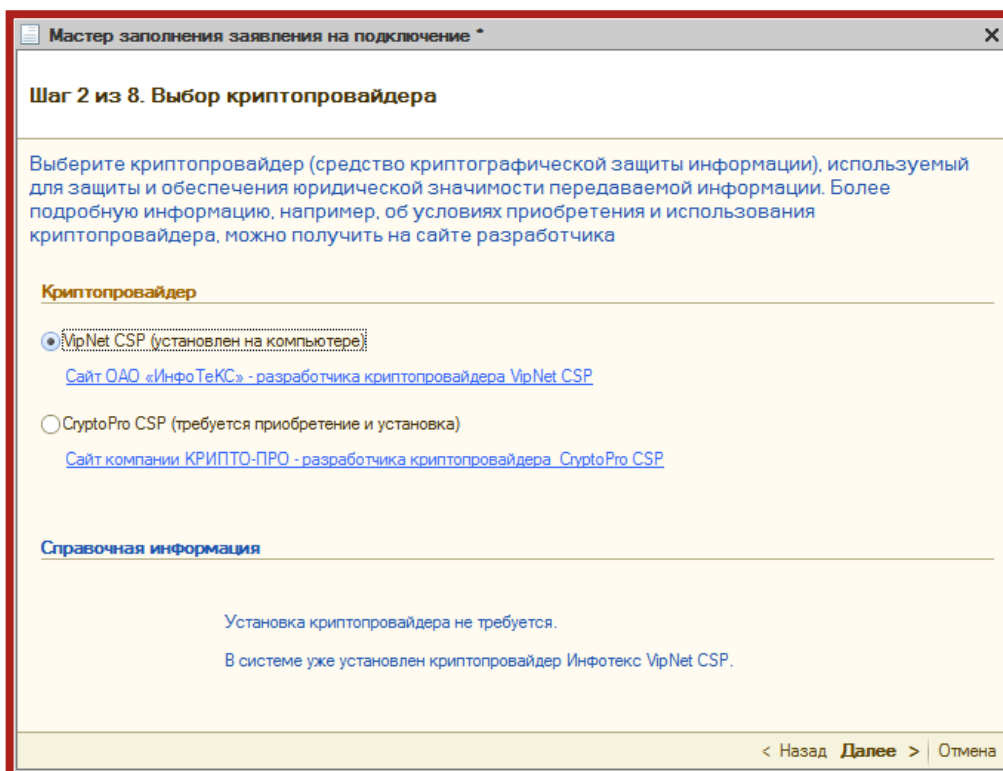 Мастер заполнения заявления на подключение *
Шаг 2 из 8. Выбор криптопровайдера
Выберите криптопровайдер (средство криптографической защиты информации), используемый
для защиты и обеспечения юридической значимости передаваемой информации. Более
подробную информацию, например, об условиях приобретения и использования
криптопровайдера, можно получить на сайте разработчика
Криптопровайдер
VipNet CSP (установлен на компьютере)
Сайт ОАО «ИнфоТеКС» - разработчика криптопровайдера VipNet CSP
CryptoPro CSP (требуется приобретение и установка)
Сайт компании КРИПТО-ПРО - разработчика криптопровайдера CryptoPro CSP
Справочная информация
Установка криптопровайдера не требуется.
В системе уже установлен криптопровайдер Инфотекс VipNet CSP.
< Назад Далее > Отмена